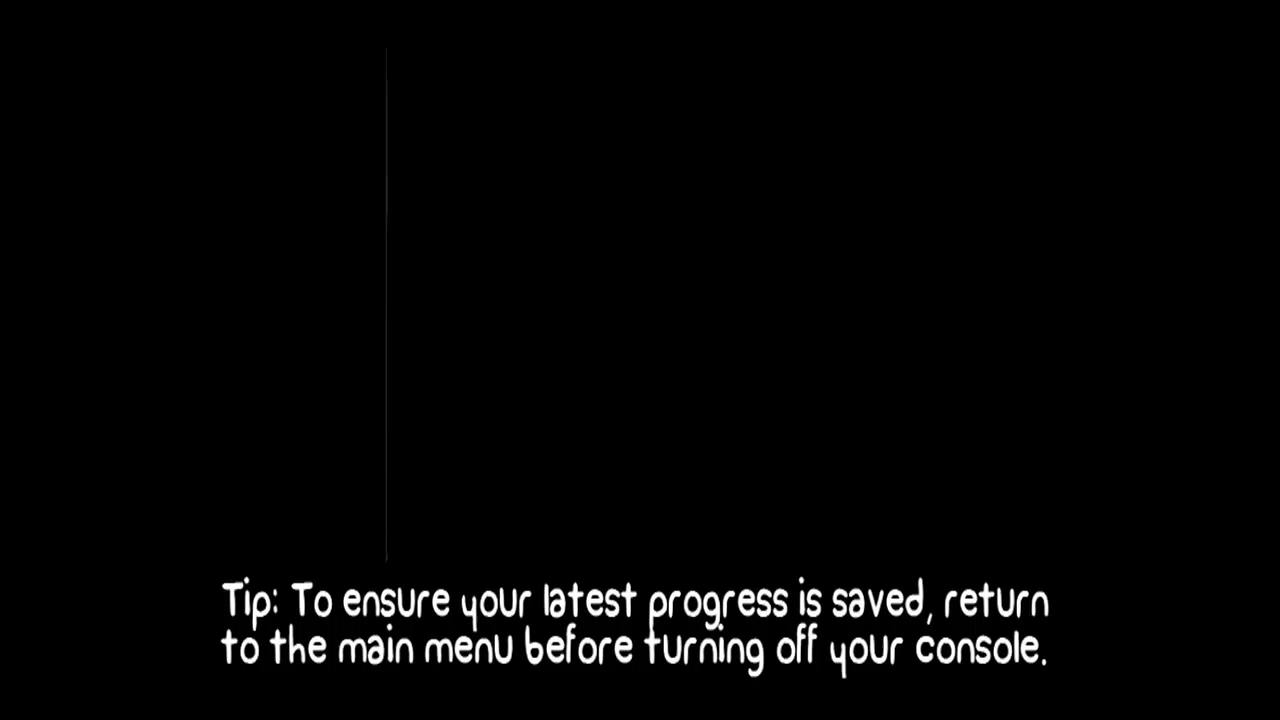 Tip: To ensure your latest progress is saved, return
to the main menu before turning off your console.